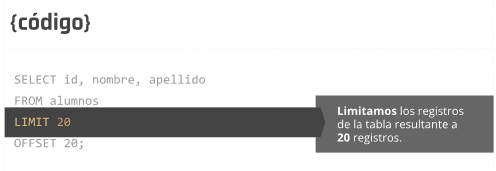 {código}
SELECT id, nombre, apellido
FROM alumnos
LIMIT 20
OFFSET 20;
Limitamos los registros
de la tabla resultante a
20 registros.